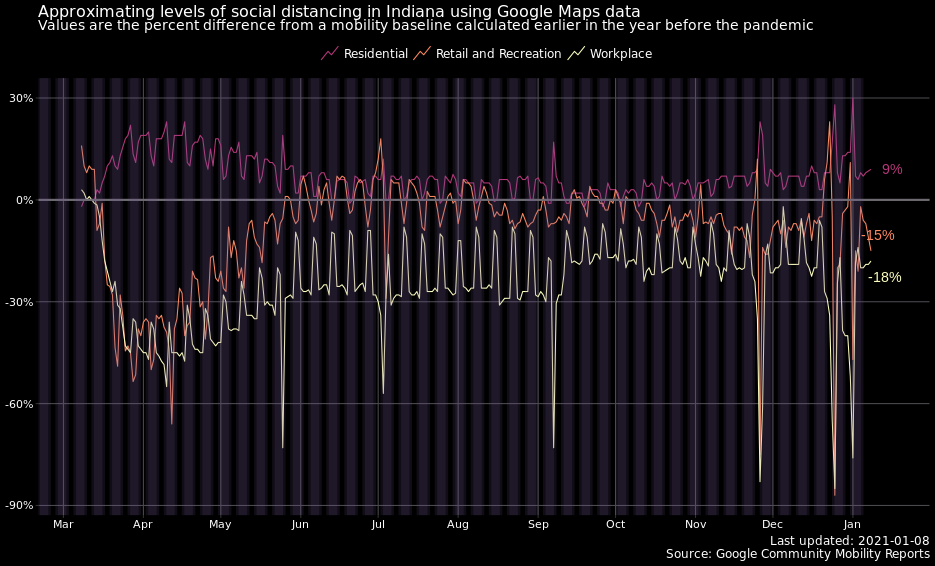 Approximating levels of social distancing in Indiana using Google Maps data
Values are the percent difference from a mobility baseline calculated earlier in the year before the pandemic
Residential Retail and Recreation Workplace
30%
0%
-30%
-60%
-90%
9%
-15%
-18%
Mar Apr May Jun Jul Aug Sep Oct Nov Dec Jan
Last updated: 2021-01-08
Source: Google Community Mobility Reports